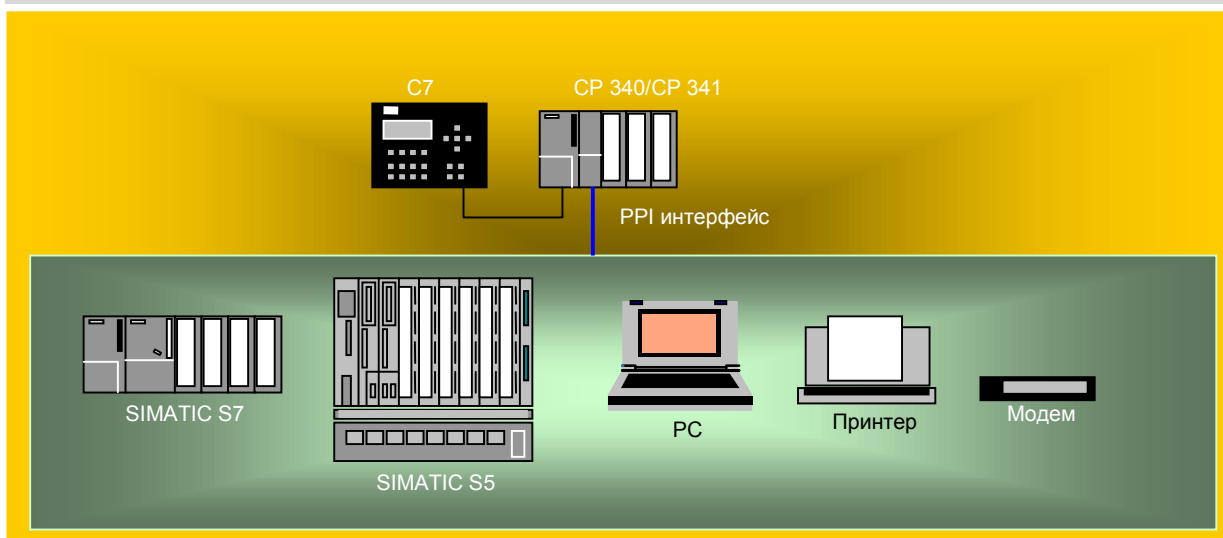 C7
CP 340/CP 341
PPI интерфейс
SIMATIC S7
SIMATIC S5
PC
Принтер
Модем